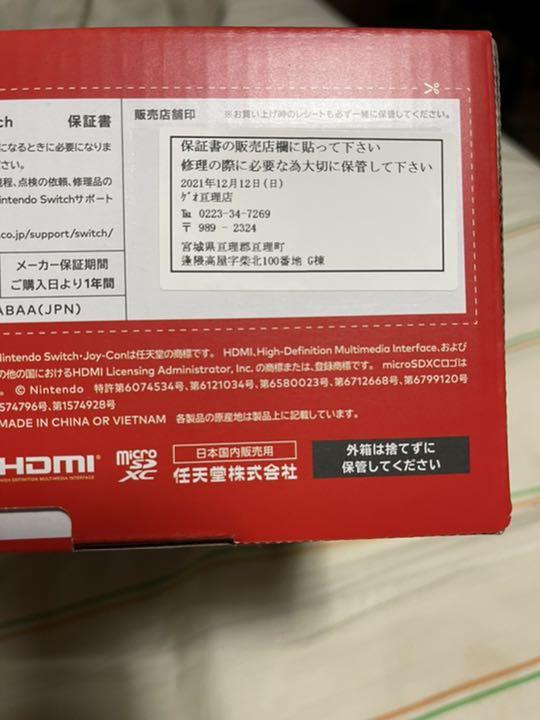 tch 保証書
になるときに必要になりま
ださい。
規程、点検の依頼、修理品の
Nintendo Switchサポート
.co.jp/support/switch/
メーカー保証期間
ご購入日より1年間
ABAA(JPN)
販売店舗印 ※お買い上げ時のレシートも必ず一緒に保管してください。
保証書の販売店欄に貼って下さい
修理の際に必要な為大切に保管して下さい
2021年12月12日(日)
ゲオ亘理店
℡ 0223-34-7269
〒 989 - 2324
宮城県亘理郡亘理町
逢隈高屋字柴北100番地 G棟
Nintendo Switch・Joy-Conは任天堂の商標です。 HDMI、High-Definition Multimedia Interface、および
の他の国におけるHDMI Licensing Administrator, Inc. の商標または、登録商標です。 microSDXCロゴは
。 © Nintendo 特許第6074534号、第6121034号、第6580023号、第6712668号、第6799120号
574796号、第1574928号
MADE IN CHINA OR VIETNAM 各製品の原産地は製品上に記載しています。
HDMI
HIGH-DEFINITION MULTIMEDIA INTERFACE
micro
SD
XC
日本国内販売用
任天堂株式会社
外箱は捨てずに
保管してください